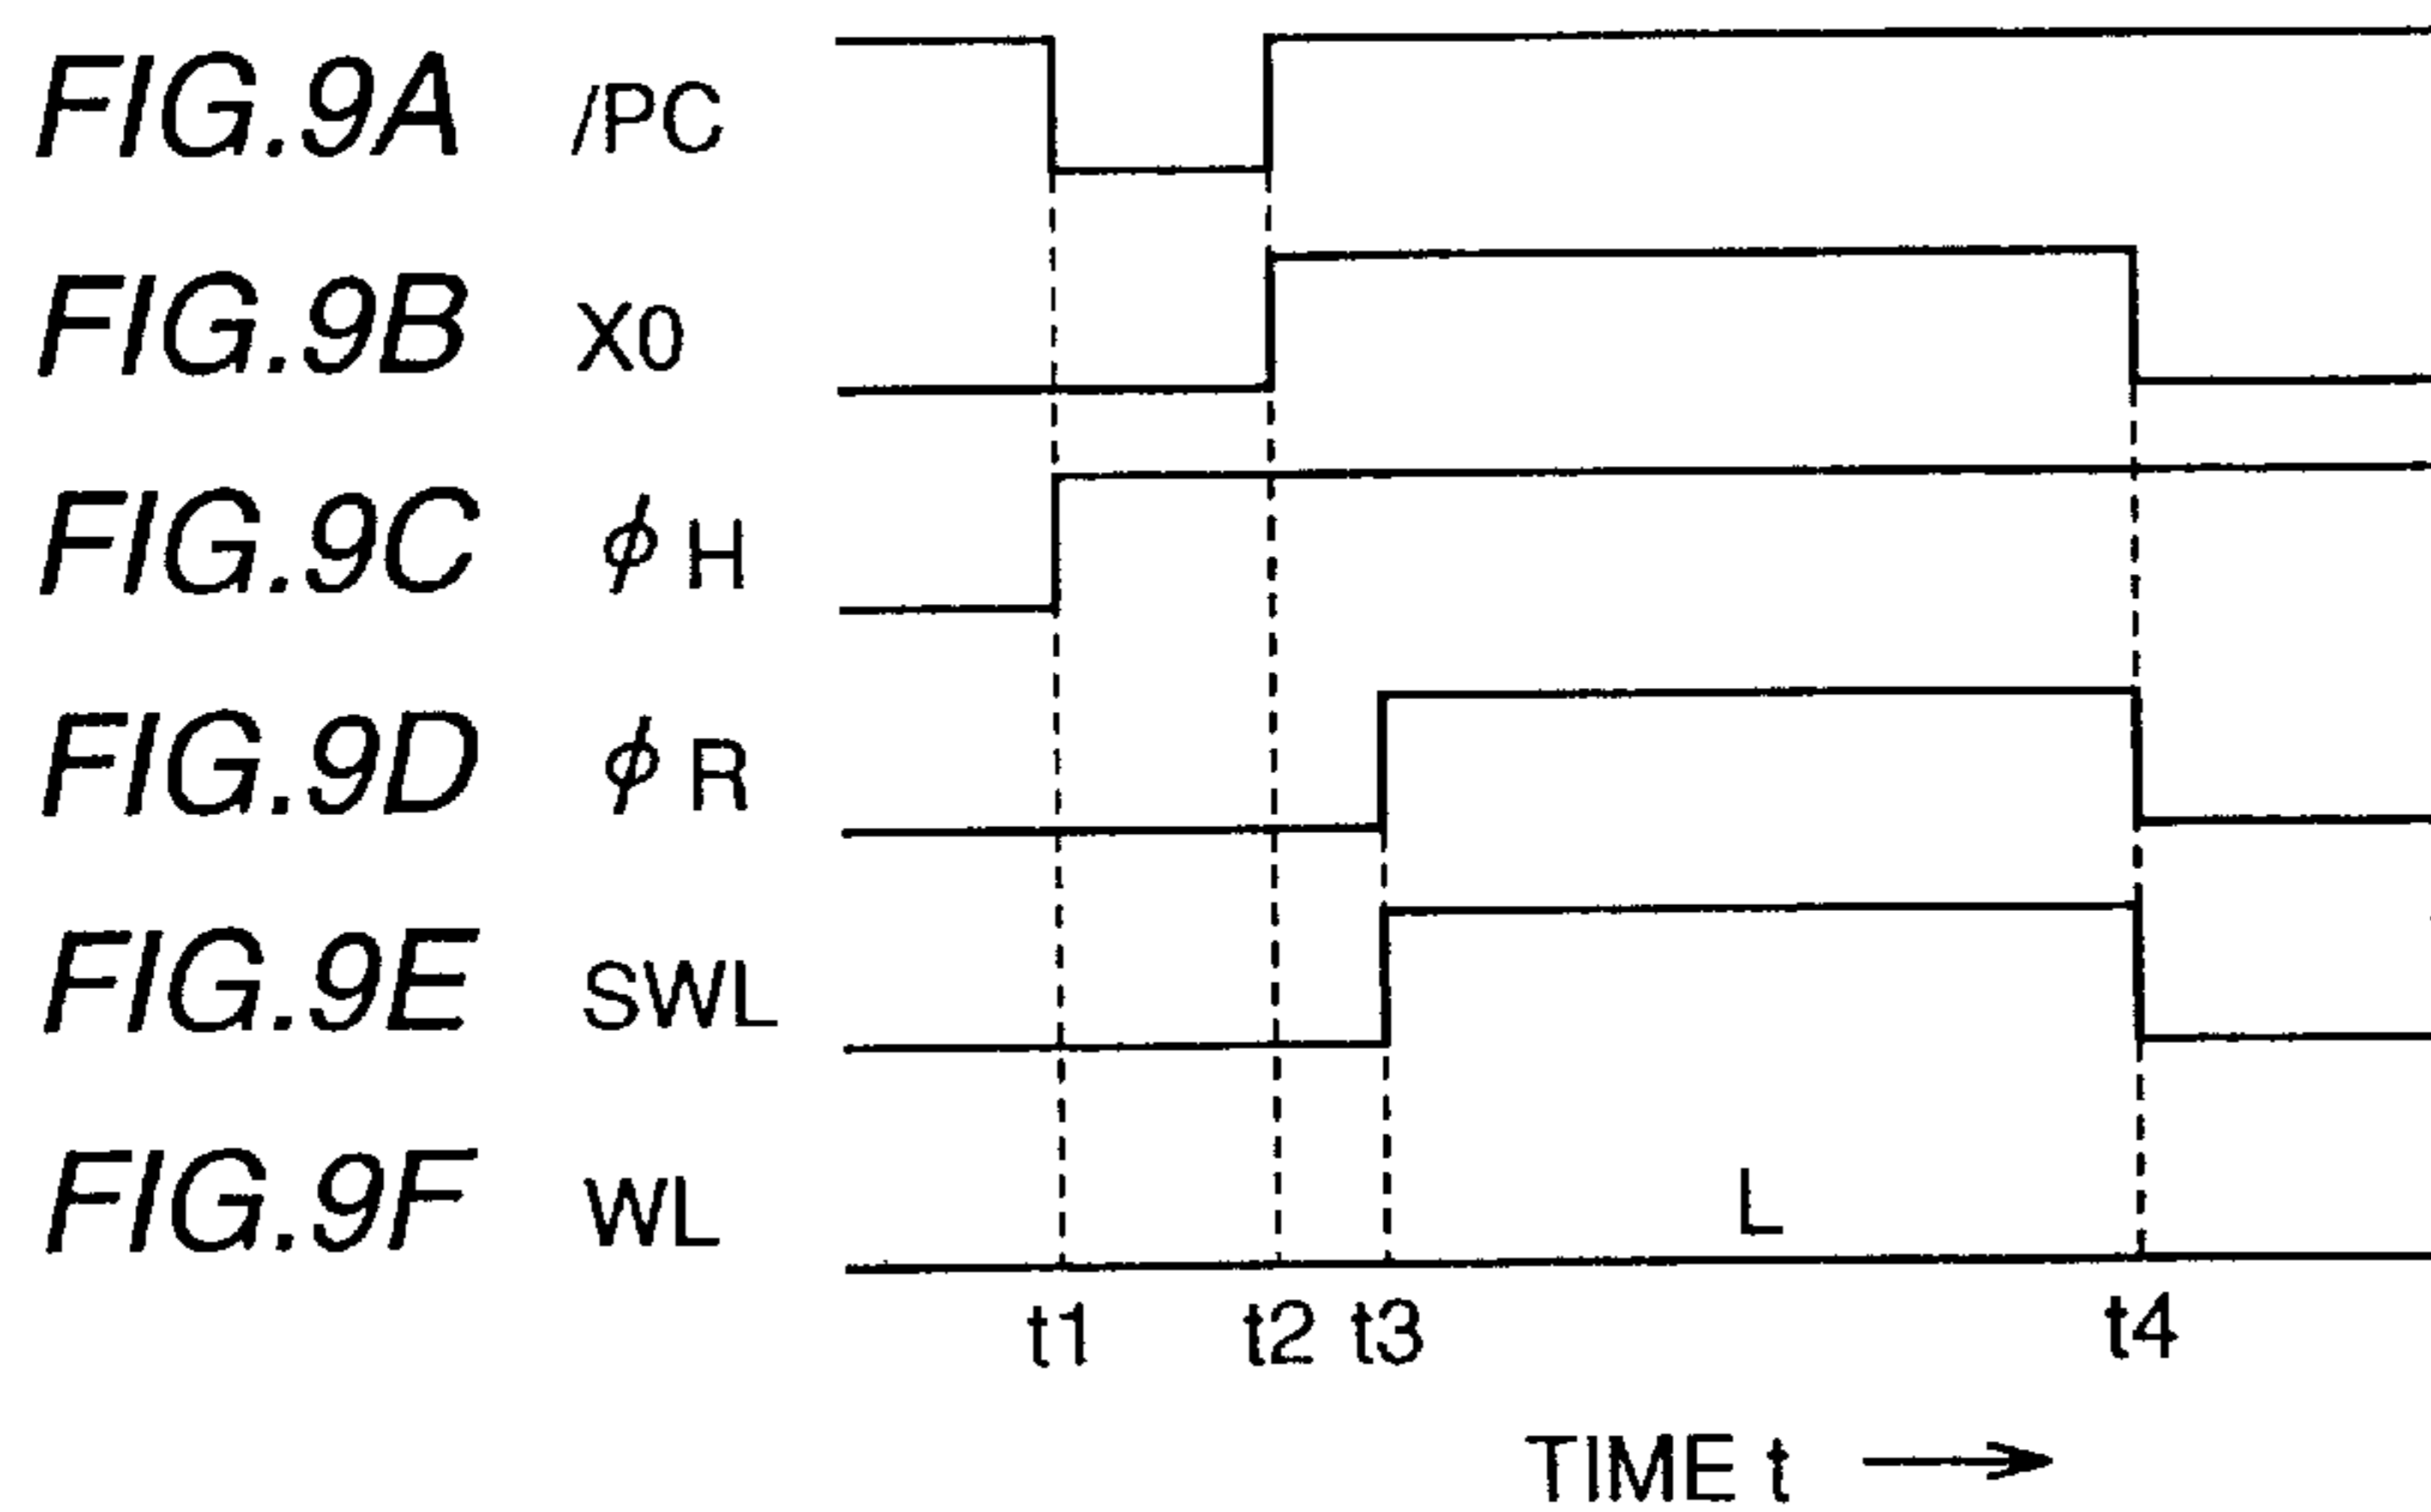 FIG.9A /PC
FIG.9B X0
FIG.9C ϕH
FIG.9D ϕR
FIG.9E SWL
FIG.9F WL L
t1 t2 t3 t4
TIME t